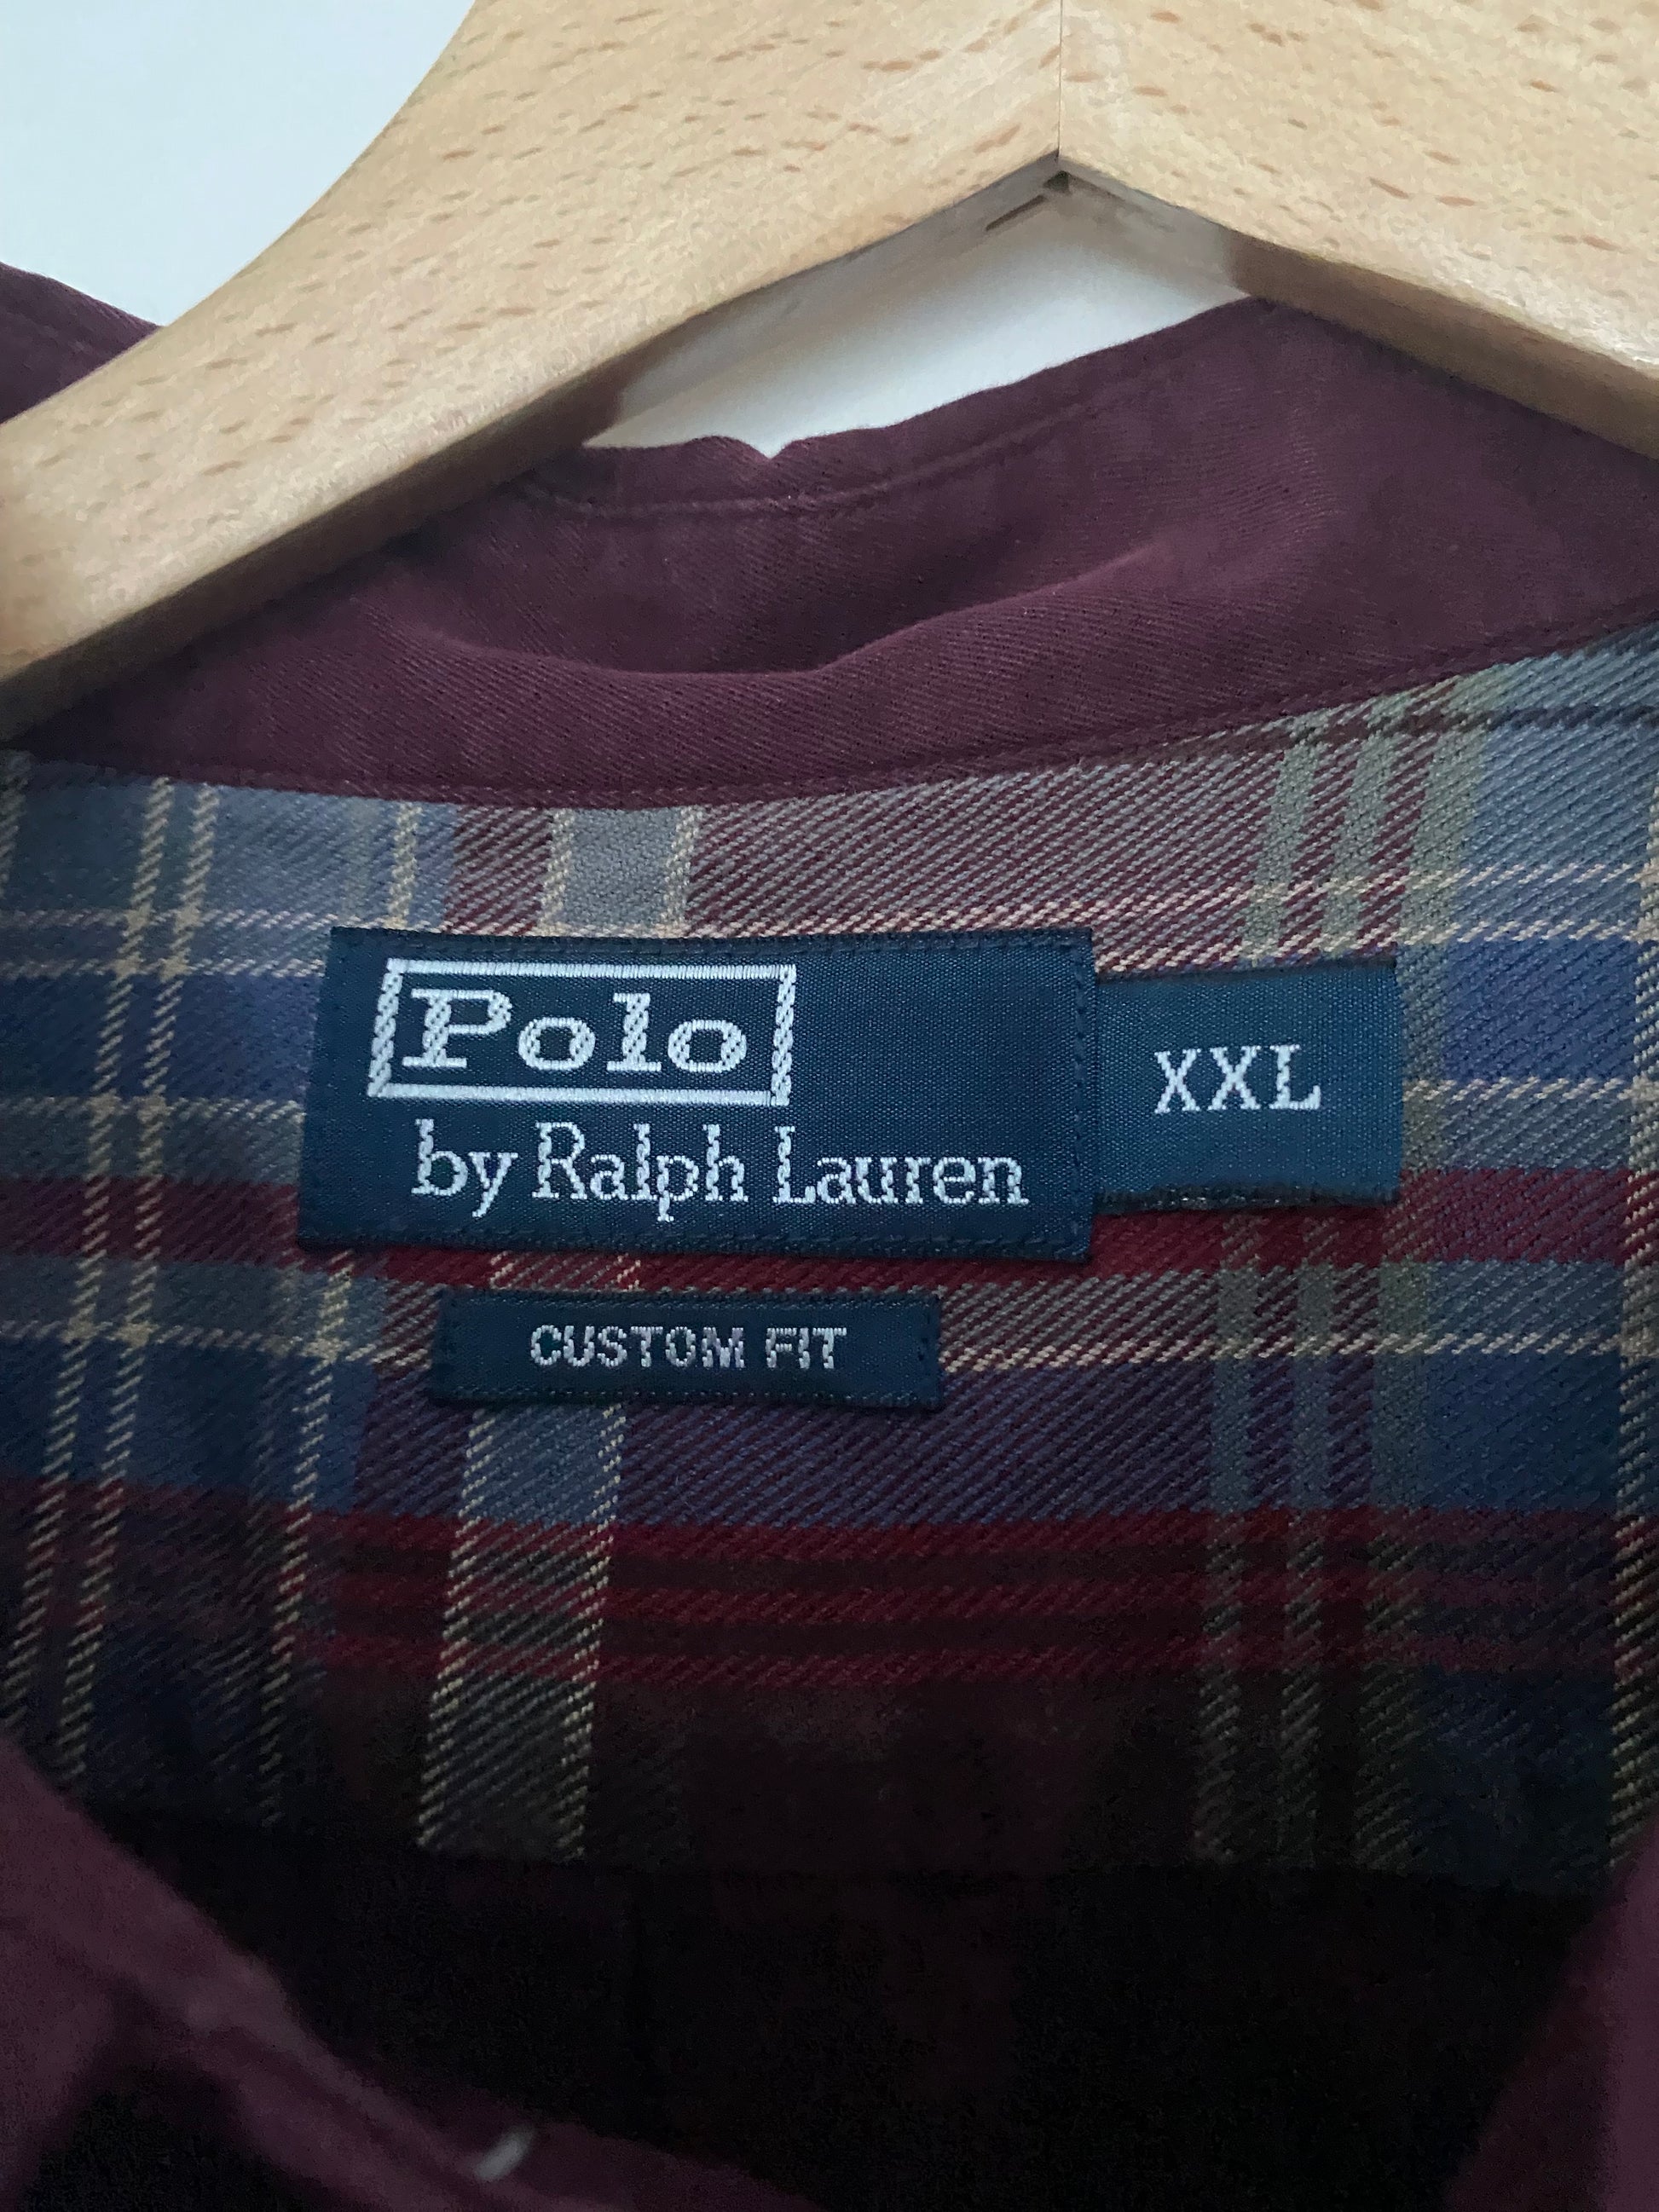 Polo
by Ralph Lauren
XXL
CUSTOM FIT